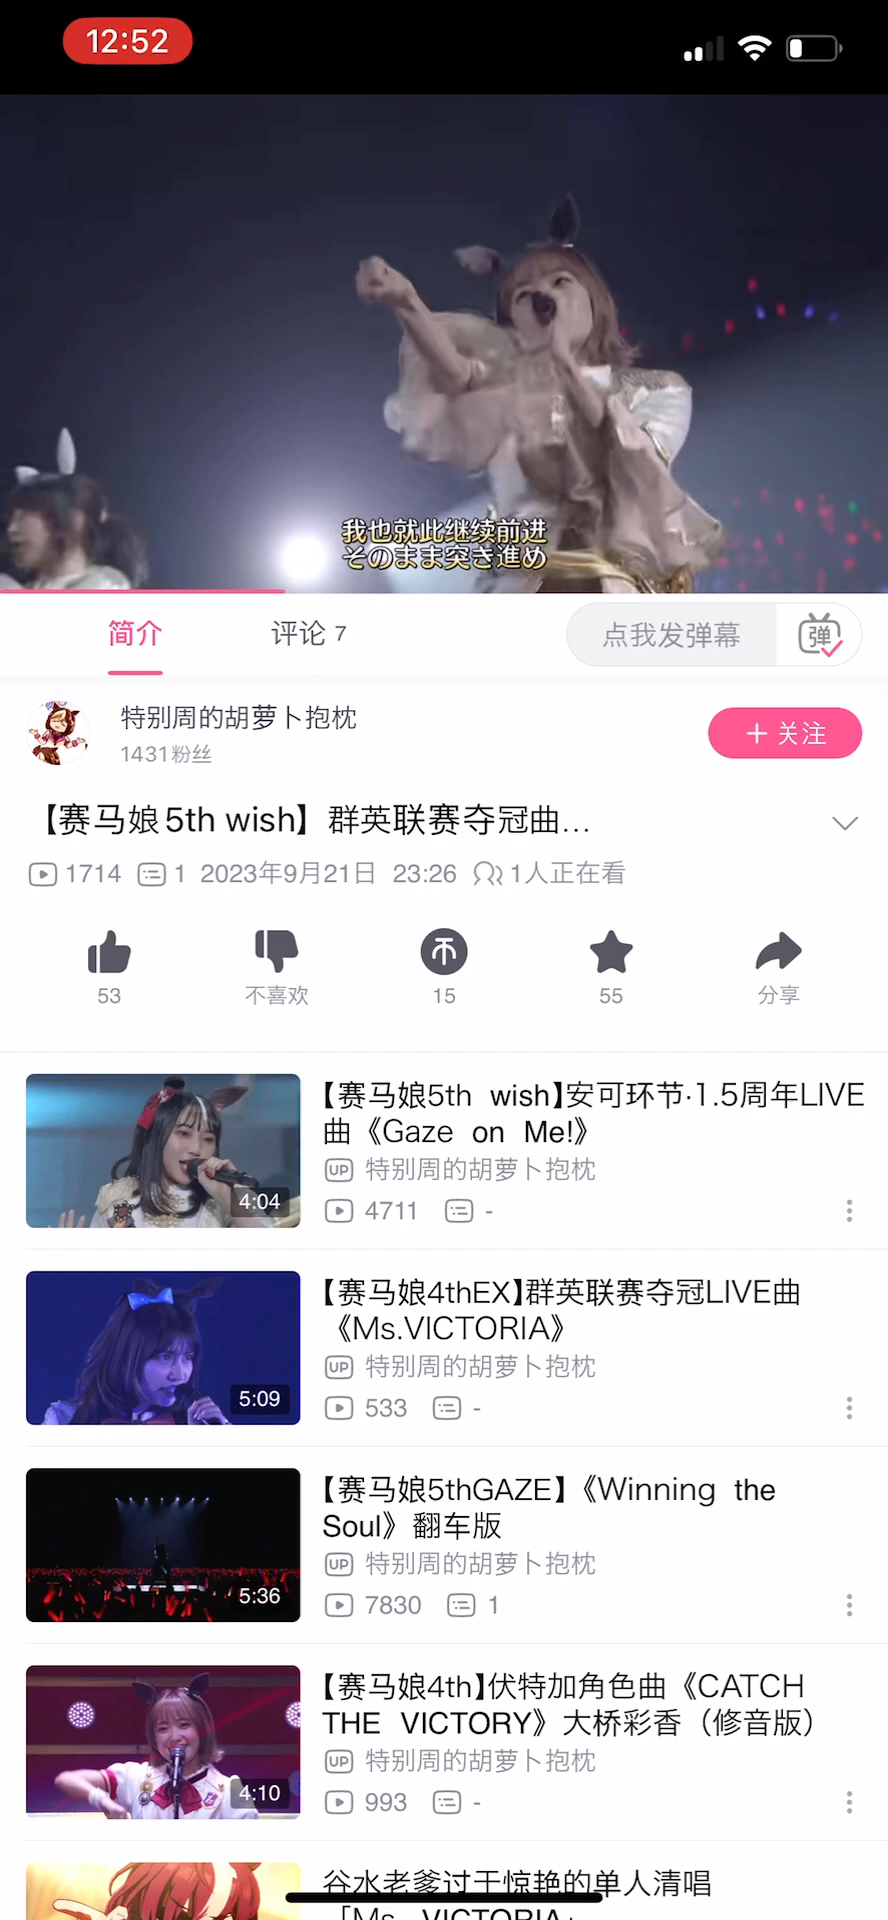 12:52
我也就此继续前进
そのまま突き進め
简介
评论 7
点我发弹幕
弹
特别周的胡萝卜抱枕
1431粉丝
＋ 关注
【赛马娘5th wish】群英联赛夺冠曲...
1714 1 2023年9月21日 23:26 1人正在看
53
不喜欢
15
55
分享
4:04
【赛马娘5th wish】安可环节·1.5周年LIVE
曲《Gaze on Me!》
UP 特别周的胡萝卜抱枕
4711 -
5:09
【赛马娘4thEX】群英联赛夺冠LIVE曲
《Ms.VICTORIA》
UP 特别周的胡萝卜抱枕
533 -
5:36
【赛马娘5thGAZE】《Winning the
Soul》翻车版
UP 特别周的胡萝卜抱枕
7830 1
4:10
【赛马娘4th】伏特加角色曲《CATCH
THE VICTORY》大桥彩香（修音版）
UP 特别周的胡萝卜抱枕
993 -
谷水老爹过于惊艳的单人清唱
「Ms. VICTORIA」